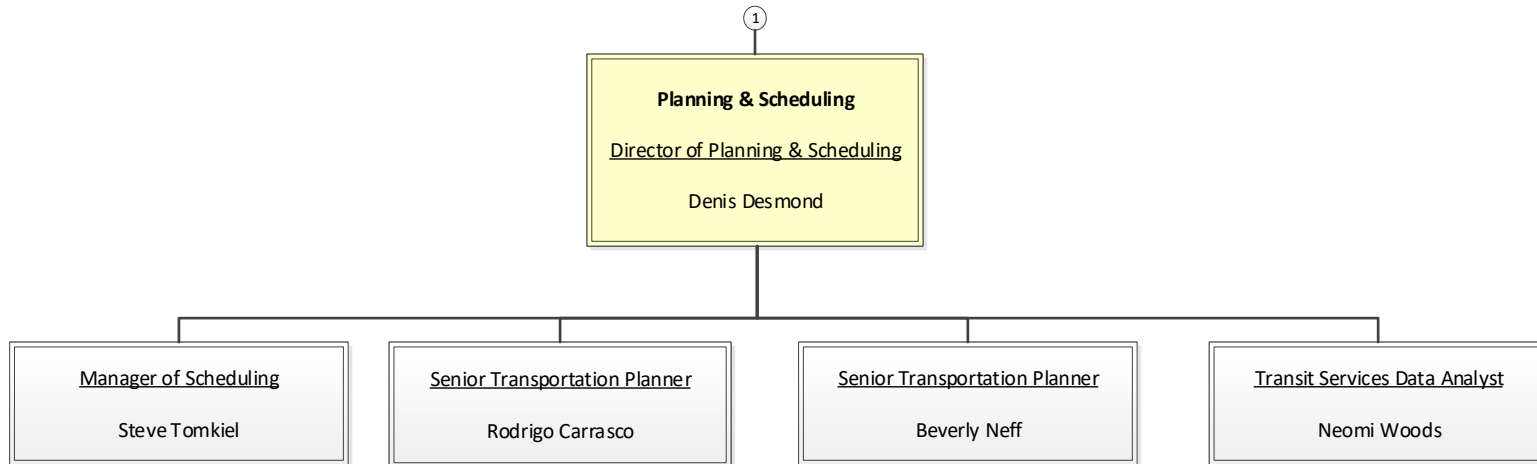 1
Planning & Scheduling
Director of Planning & Scheduling
Denis Desmond
Manager of Scheduling
Steve Tomkiel
Senior Transportation Planner
Rodrigo Carrasco
Senior Transportation Planner
Beverly Neff
Transit Services Data Analyst
Neomi Woods